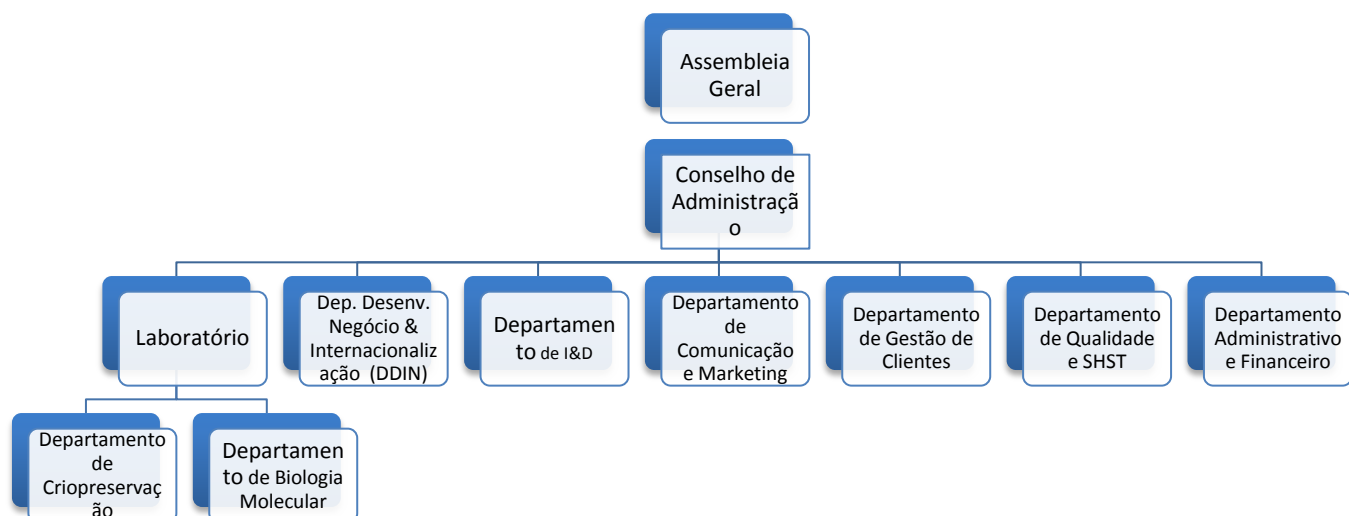 Assembleia
Geral
Conselho de
Administraçã
o
Laboratório
Dep. Desenv.
Negócio &
Internacionaliz
ação (DDIN)
Departamen
to de I&D
Departamento
de
Comunicação
e Marketing
Departamento
de Gestão de
Clientes
Departamento
de Qualidade
e SHST
Departamento
Administrativo
e Financeiro
Departamento
de
Criopreservaç
ão
Departamen
to de Biologia
Molecular